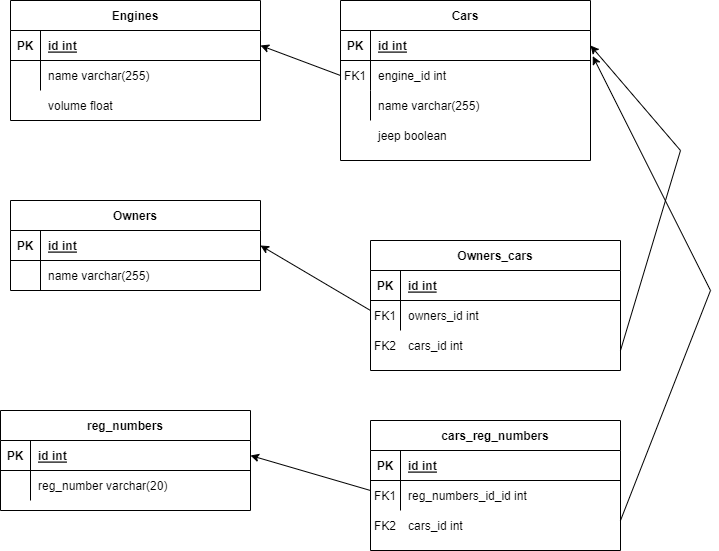 Engines
PK id int
name varchar(255)
volume float
Cars
PK id int
FK1 engine_id int
name varchar(255)
jeep boolean
Owners
PK id int
name varchar(255)
Owners_cars
PK id int
FK1 owners_id int
FK2 cars_id int
reg_numbers
PK id int
reg_number varchar(20)
cars_reg_numbers
PK id int
FK1 reg_numbers_id_id int
FK2 cars_id int